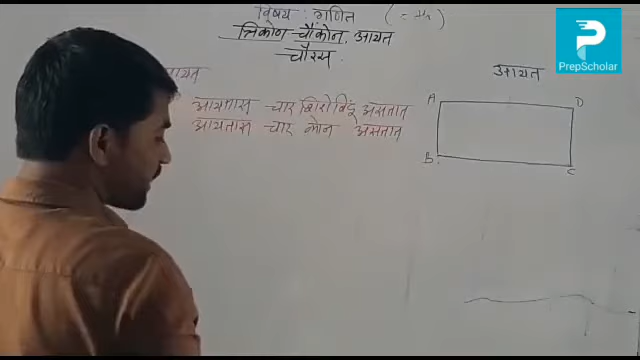 विषय : गणित
त्रिकोण चौकोन, आयत
चौरस
आयत
आयतास चार शिरोबिंदू असतात
आयतास चार कोन असतात
आयत
A
D
B
C
P
PrepScholar